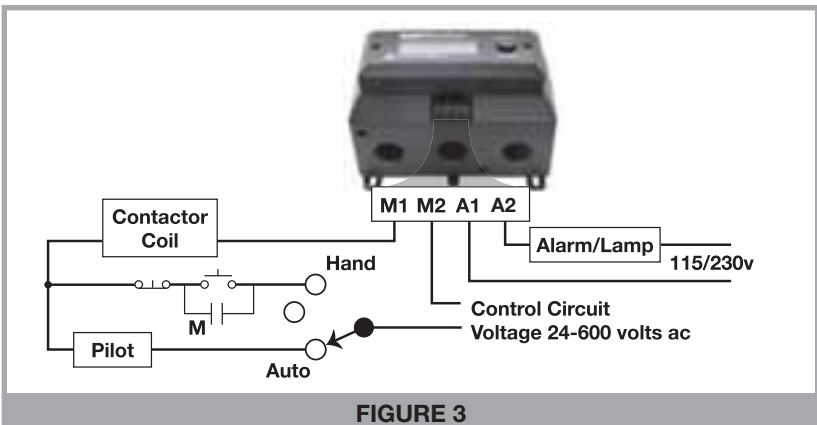 M1 M2 A1 A2
Contactor
Coil
Alarm/Lamp
115/230v
Hand
Control Circuit
Voltage 24-600 volts ac
M
Pilot
Auto
FIGURE 3